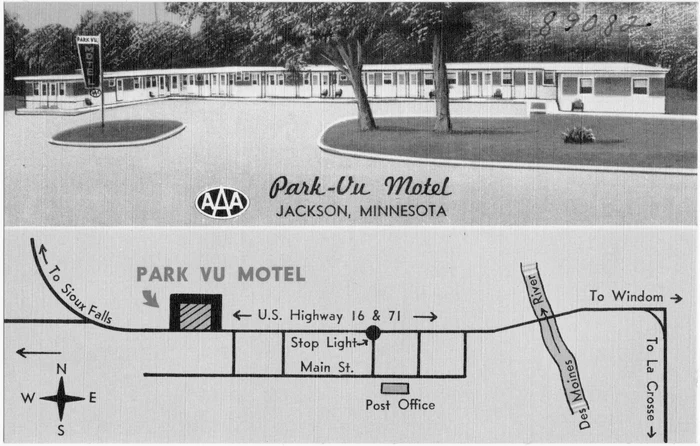 89082
PARK VU
MOTEL
AAA
Park-Vu Motel
AAA
JACKSON, MINNESOTA
To Sioux Falls
PARK VU MOTEL
U.S. Highway 16 & 71
Stop Light
Main St.
Post Office
River
Des Moines
To Windom
To La Crosse
N
W E
S